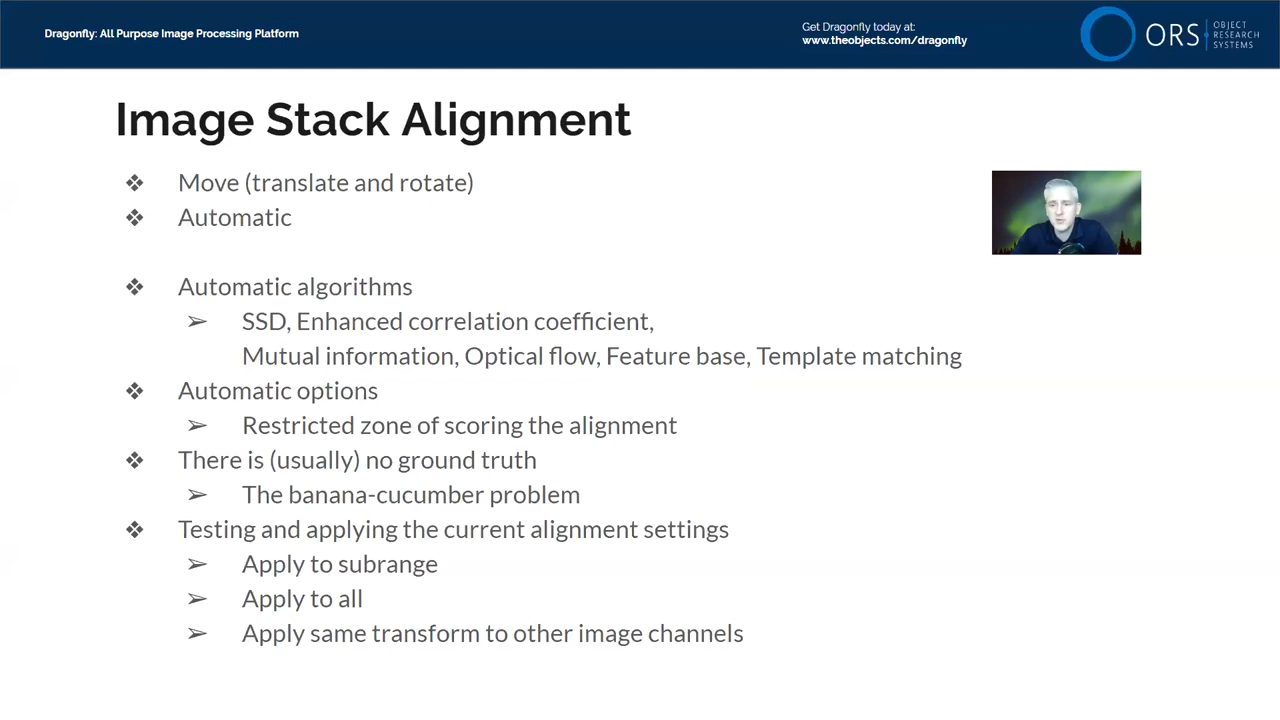 Dragonfly: All Purpose Image Processing Platform
Get Dragonfly today at:
www.theobjects.com/dragonfly
ORS
OBJECT
RESEARCH
SYSTEMS
Image Stack Alignment
❖ Move (translate and rotate)
❖ Automatic
❖ Automatic algorithms
➢ SSD, Enhanced correlation coefficient,
Mutual information, Optical flow, Feature base, Template matching
❖ Automatic options
➢ Restricted zone of scoring the alignment
❖ There is (usually) no ground truth
➢ The banana-cucumber problem
❖ Testing and applying the current alignment settings
➢ Apply to subrange
➢ Apply to all
➢ Apply same transform to other image channels